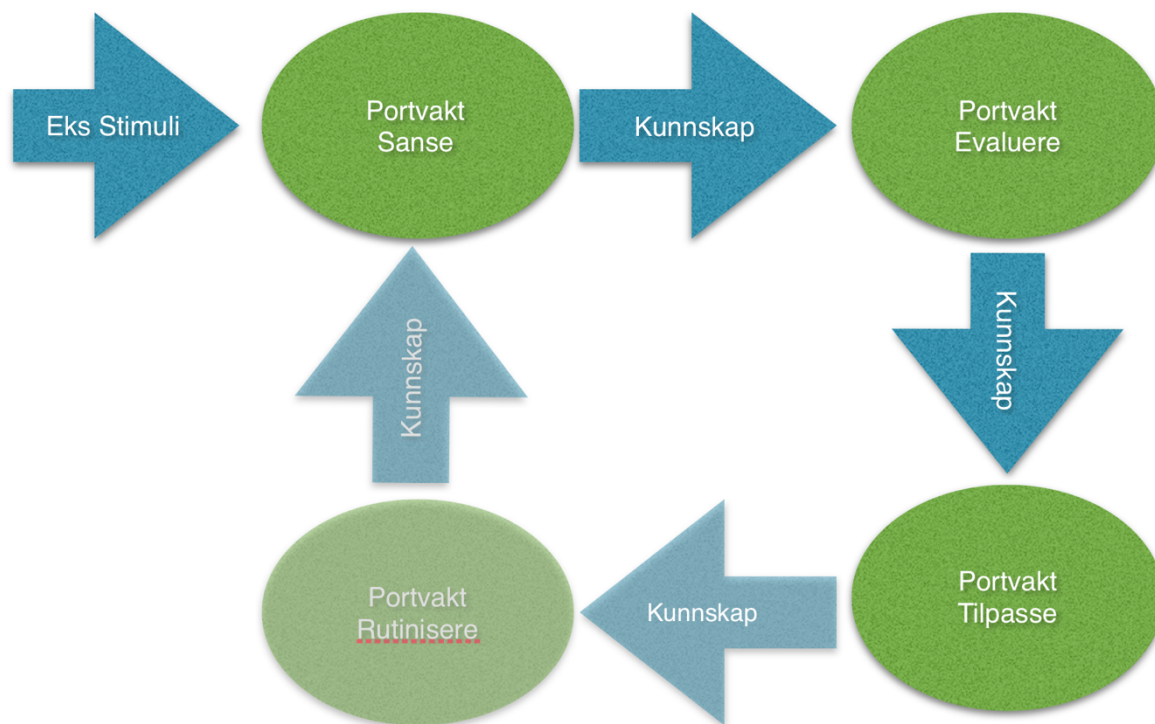 Eks Stimuli
Portvakt
Sanse
Kunnskap
Portvakt
Evaluere
Kunnskap
Portvakt
Tilpasse
Kunnskap
Portvakt
Rutinisere
Kunnskap